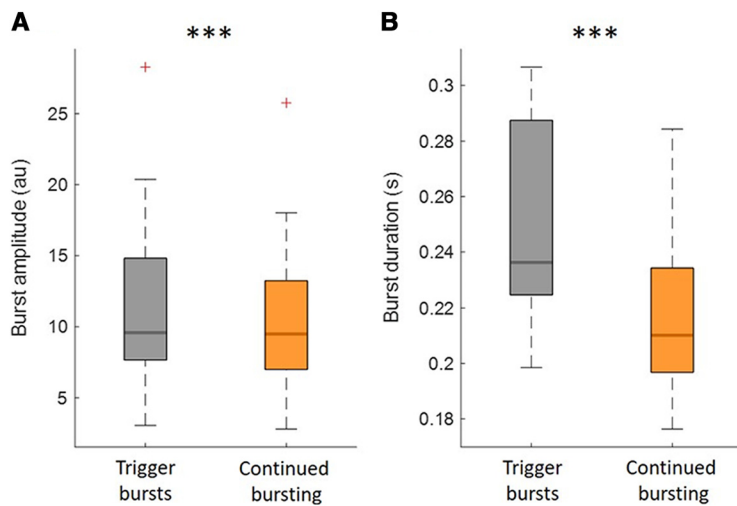 A
***
Burst amplitude (au)
25
20
15
10
5
Trigger
bursts
Continued
bursting
B
***
Burst duration (s)
0.3
0.28
0.26
0.24
0.22
0.2
0.18
Trigger
bursts
Continued
bursting